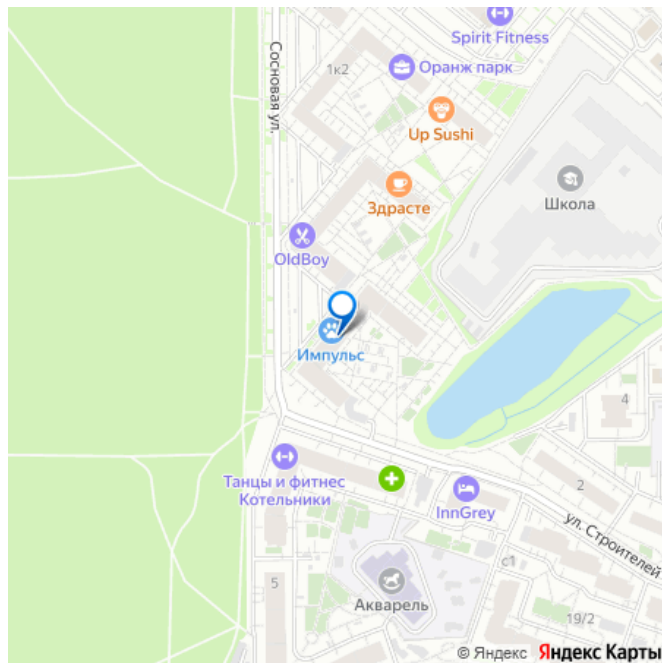 Spirit Fitness
Сосновая ул.
1к2
Оранж парк
Up Sushi
Школа
Здрасте
OldBoy
Импульс
4
Танцы и фитнес
Котельники
2
InnGrey
ул. Строителей
с1
5
Акварель
19/2
© Яндекс Яндекс Карты